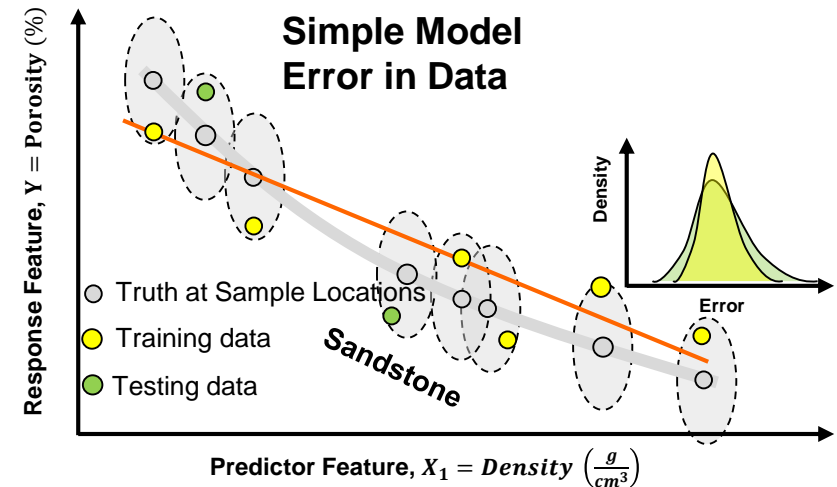 Simple Model
Error in Data
Response Feature, Y = Porosity (%)
Density
Error
Truth at Sample Locations
Training data
Testing data
Sandstone
Predictor Feature, X₁ = Density (g/cm³)